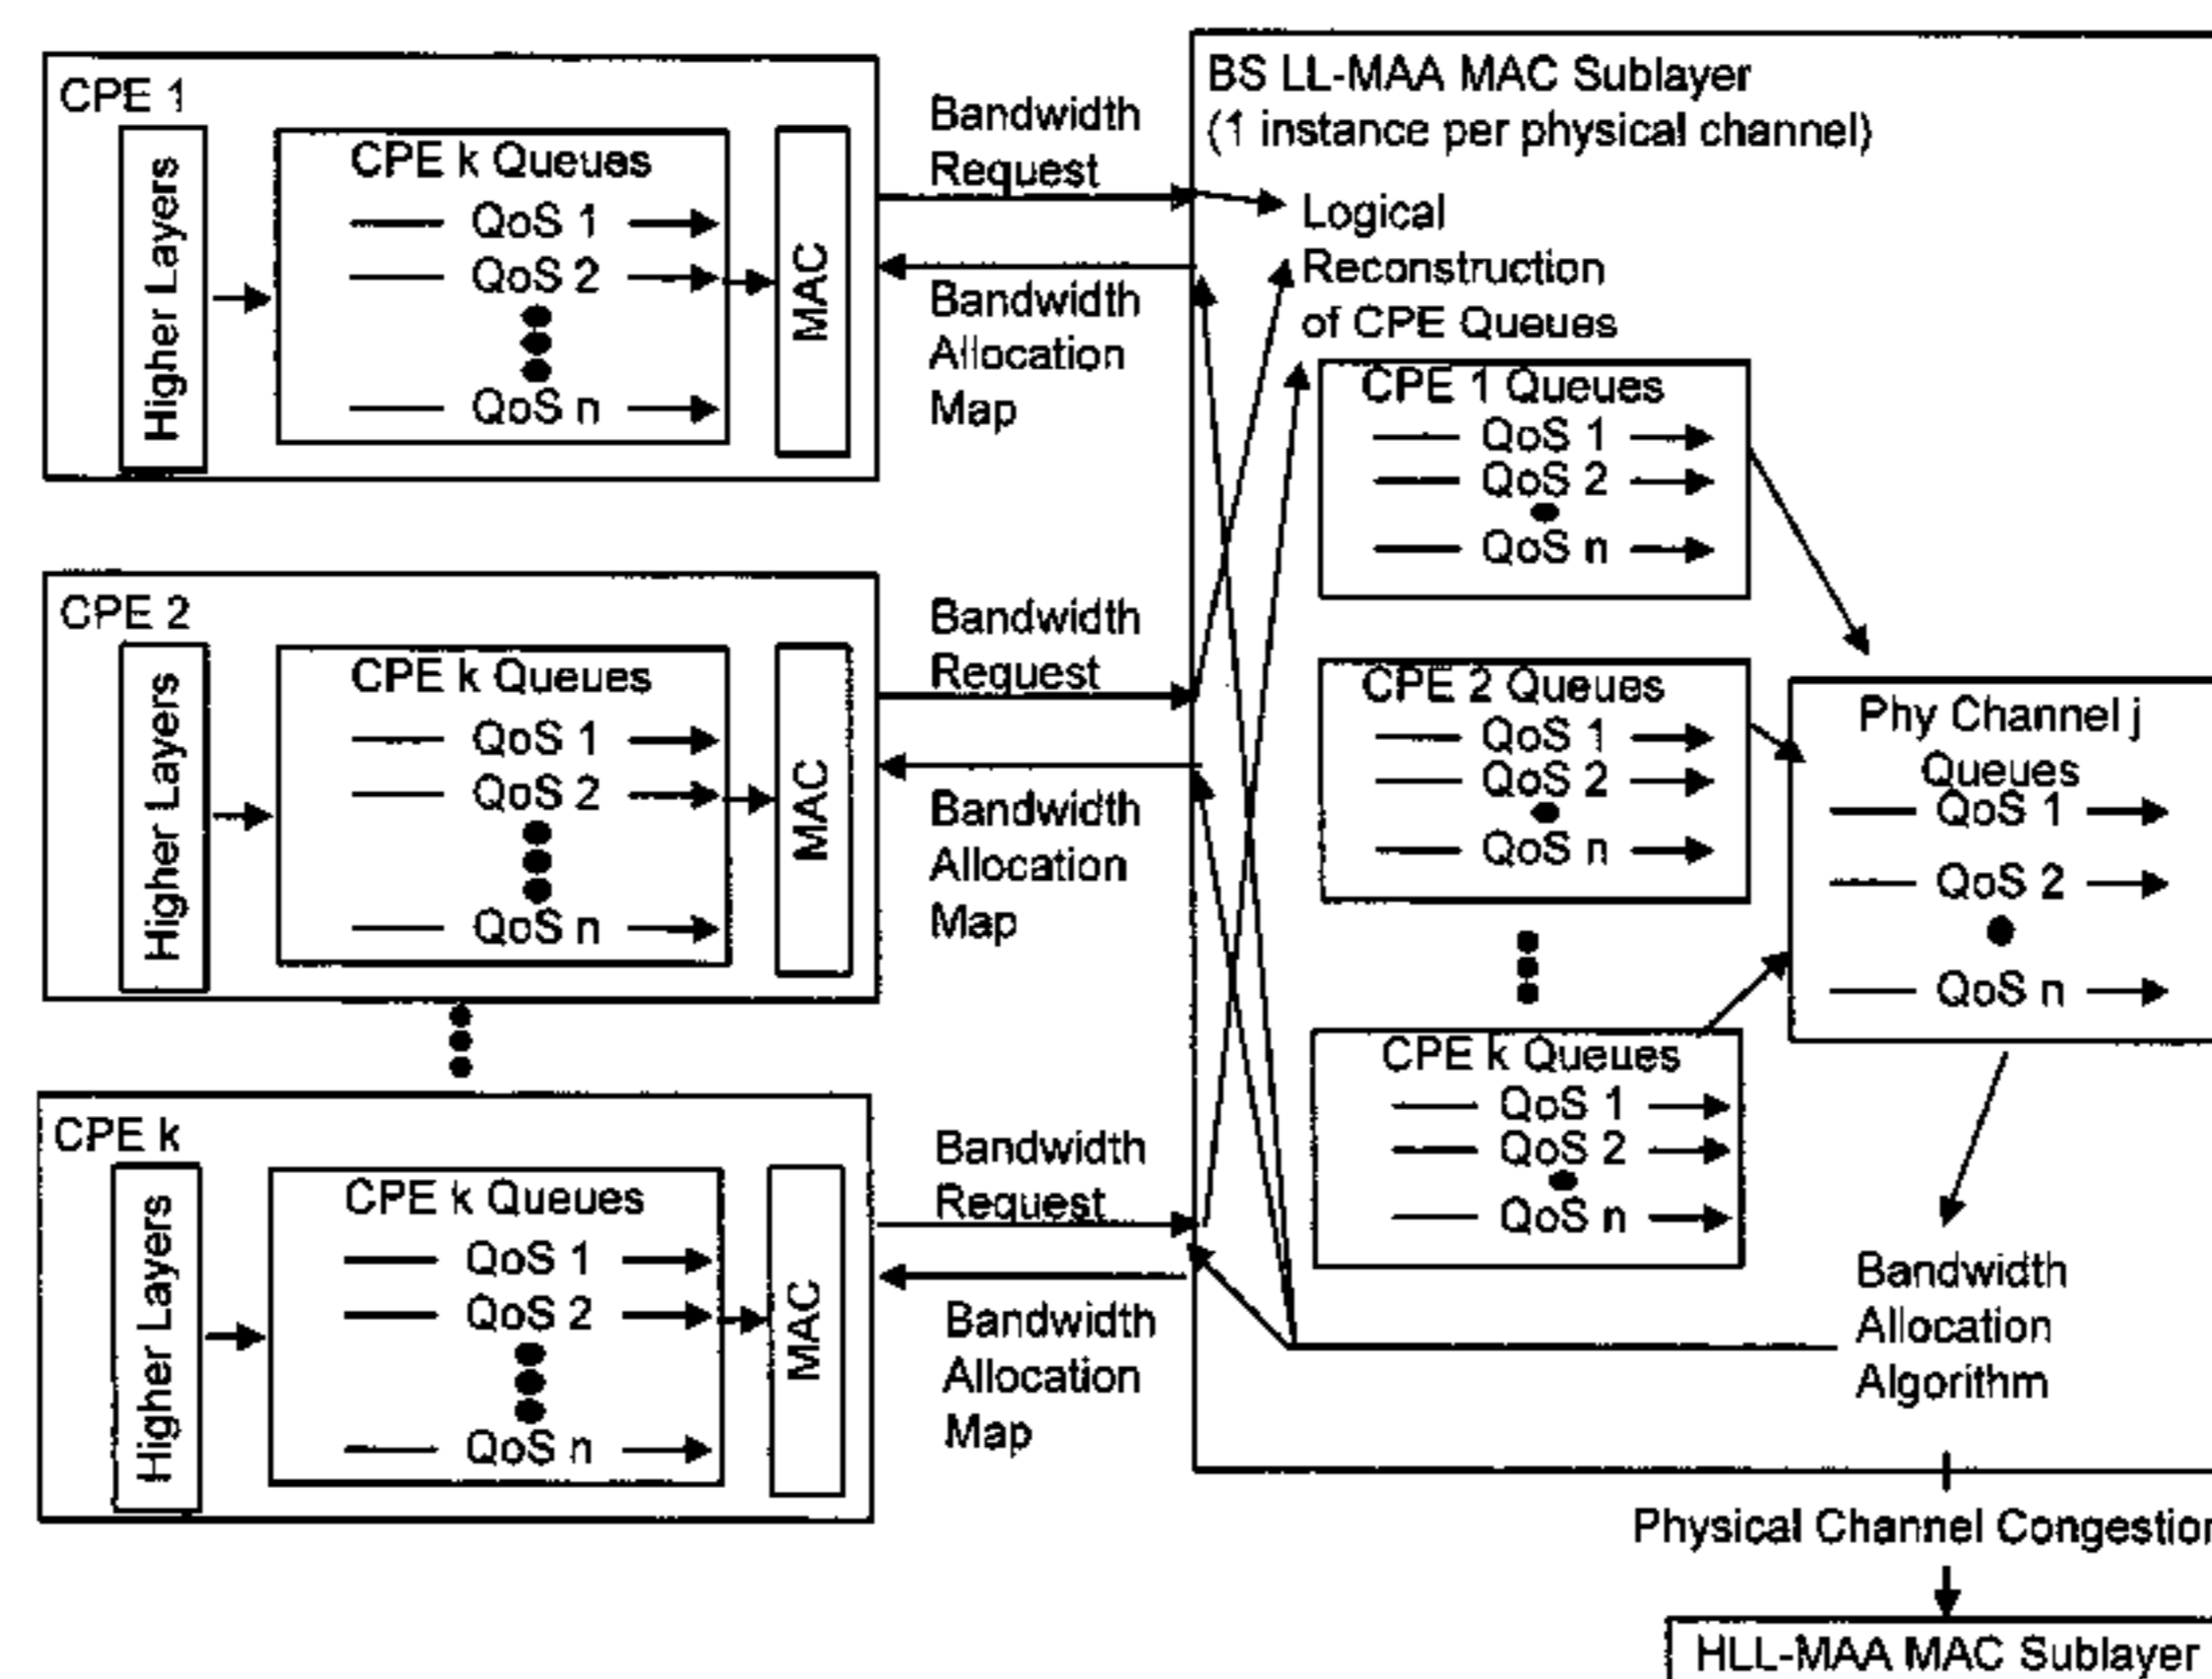 CPE 1
Higher Layers
CPE k Queues
QoS 1
QoS 2
QoS n
MAC
Bandwidth
Request
Bandwidth
Allocation
Map
CPE 2
Higher Layers
CPE k Queues
QoS 1
QoS 2
QoS n
MAC
Bandwidth
Request
Bandwidth
Allocation
Map
CPE k
Higher Layers
CPE k Queues
QoS 1
QoS 2
QoS n
MAC
Bandwidth
Request
Bandwidth
Allocation
Map
BS LL-MAA MAC Sublayer
(1 instance per physical channel)
Logical
Reconstruction
of CPE Queues
CPE 1 Queues
QoS 1
QoS 2
QoS n
CPE 2 Queues
QoS 1
QoS 2
QoS n
CPE k Queues
QoS 1
QoS 2
QoS n
Phy Channel j
Queues
QoS 1
QoS 2
QoS n
Bandwidth
Allocation
Algorithm
Physical Channel Congestion
HLL-MAA MAC Sublayer